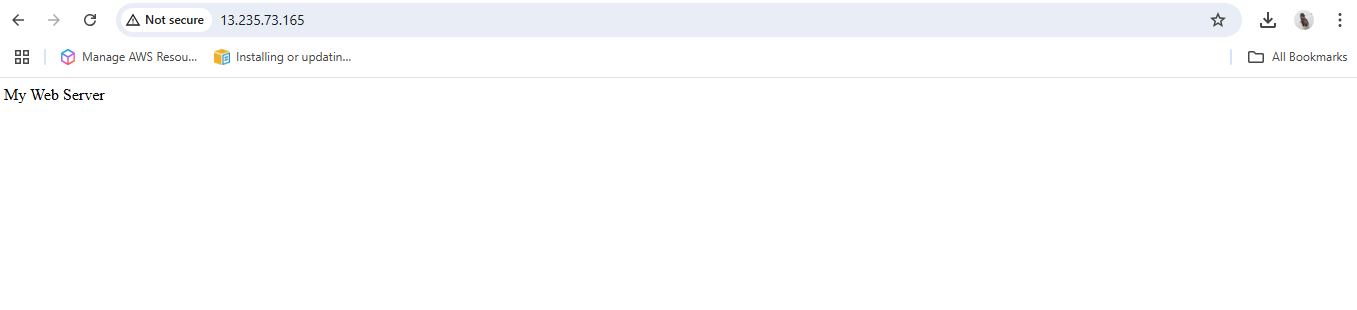 Not secure 13.235.73.165
Manage AWS Resou... Installing or updatin... All Bookmarks
My Web Server